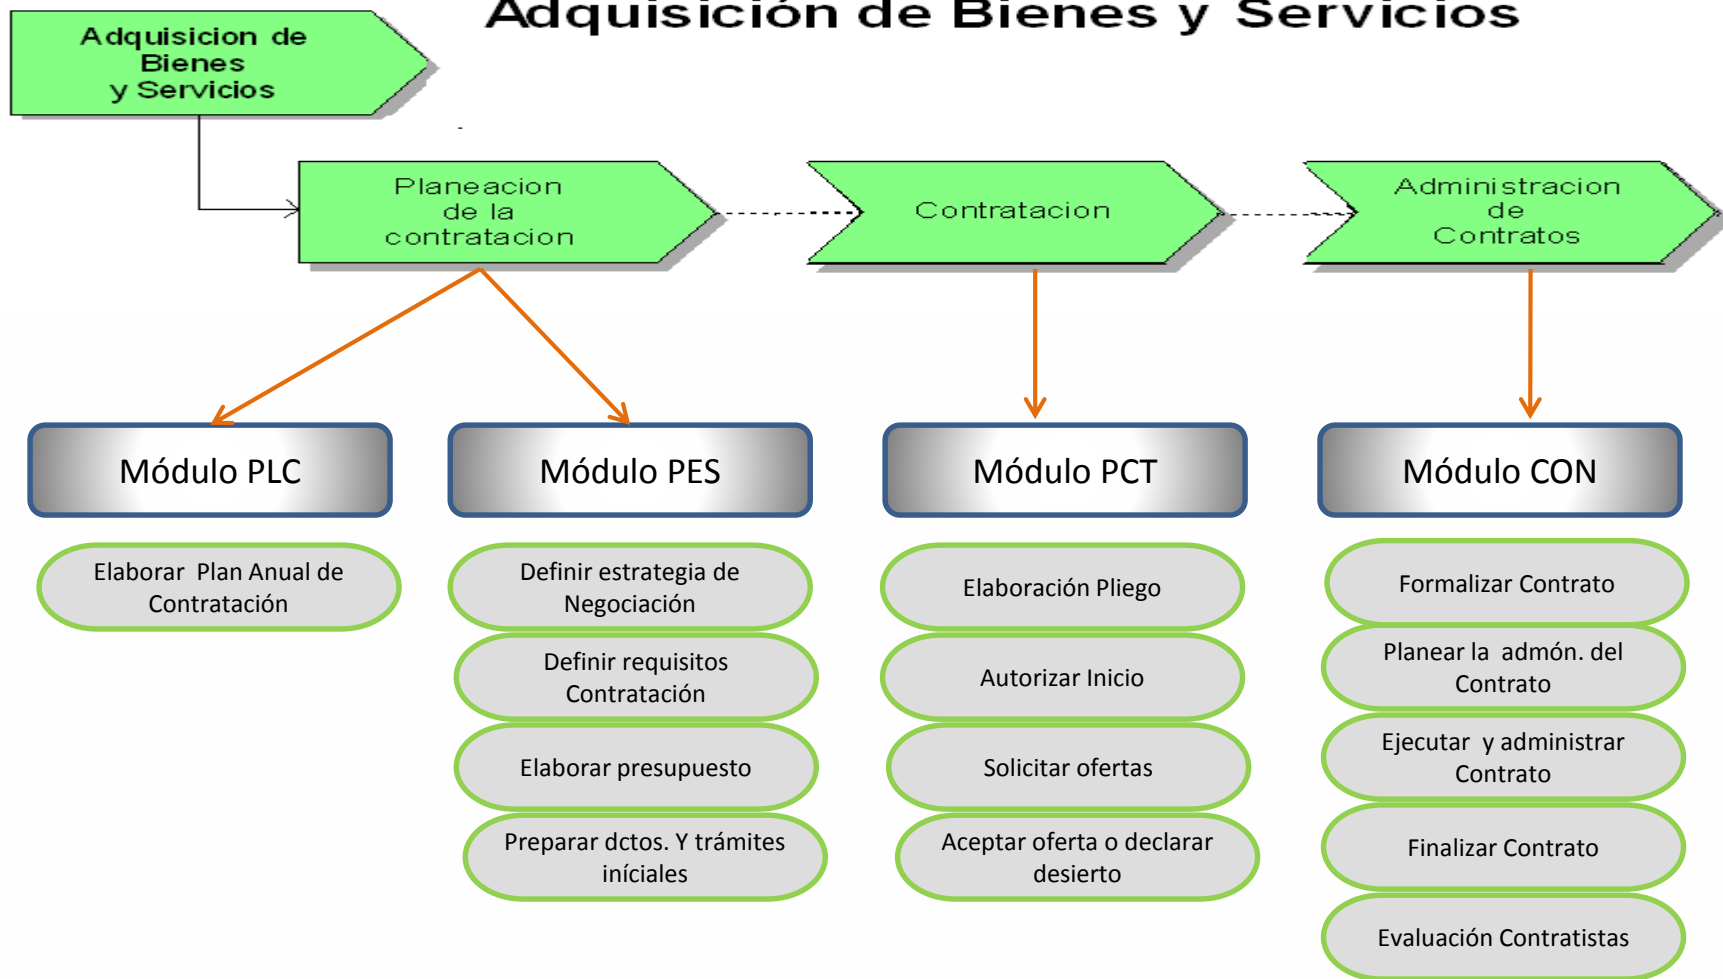 Adquisición de Bienes y Servicios
Adquisicion de
Bienes
y Servicios
Planeacion
de la
contratacion
Contratacion
Administracion
de
Contratos
Módulo PLC
Módulo PES
Módulo PCT
Módulo CON
Elaborar Plan Anual de
Contratación
Definir estrategia de
Negociación
Definir requisitos
Contratación
Elaborar presupuesto
Preparar dctos. Y trámites
iníciales
Elaboración Pliego
Autorizar Inicio
Solicitar ofertas
Aceptar oferta o declarar
desierto
Formalizar Contrato
Planear la admón. del
Contrato
Ejecutar y administrar
Contrato
Finalizar Contrato
Evaluación Contratistas